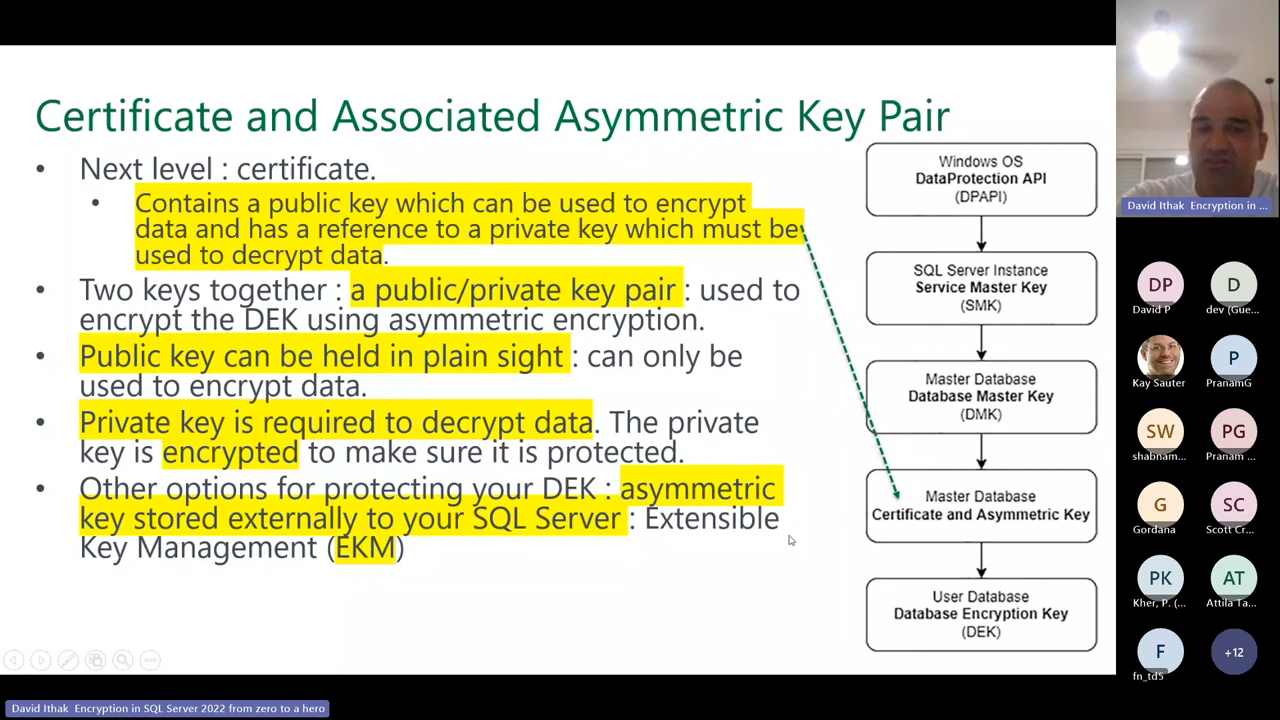 Certificate and Associated Asymmetric Key Pair
• Next level : certificate.
• Contains a public key which can be used to encrypt
data and has a reference to a private key which must be
used to decrypt data.
• Two keys together : a public/private key pair : used to
encrypt the DEK using asymmetric encryption.
• Public key can be held in plain sight : can only be
used to encrypt data.
• Private key is required to decrypt data. The private
key is encrypted to make sure it is protected.
• Other options for protecting your DEK : asymmetric
key stored externally to your SQL Server : Extensible
Key Management (EKM)
Windows OS
DataProtection API
(DPAPI)
SQL Server Instance
Service Master Key
(SMK)
Master Database
Database Master Key
(DMK)
Master Database
Certificate and Asymmetric Key
User Database
Database Encryption Key
(DEK)
David Ithak Encryption in ...
DP
David P
D
dev (Gue...
Kay Sauter
P
PranamG
SW
shabnam...
PG
Pranam ...
G
Gordana
SC
Scott Cr...
PK
Kher, P. (...
AT
Attila Ta...
F
fn_td5
+12
David Ithak Encryption in SQL Server 2022 from zero to a hero